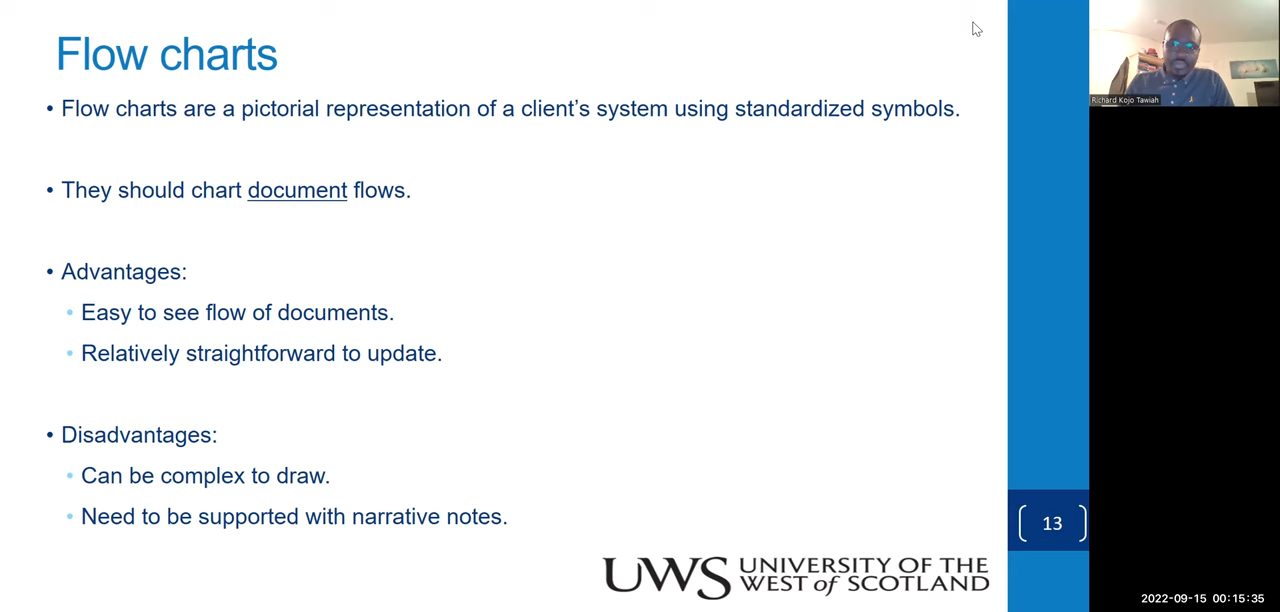 Flow charts
• Flow charts are a pictorial representation of a client’s system using standardized symbols.
• They should chart document flows.
• Advantages:
• Easy to see flow of documents.
• Relatively straightforward to update.
• Disadvantages:
• Can be complex to draw.
• Need to be supported with narrative notes.
UWS UNIVERSITY OF THE
WEST of SCOTLAND
13
Richard Kojo Tawiah
2022-09-15 00:15:35